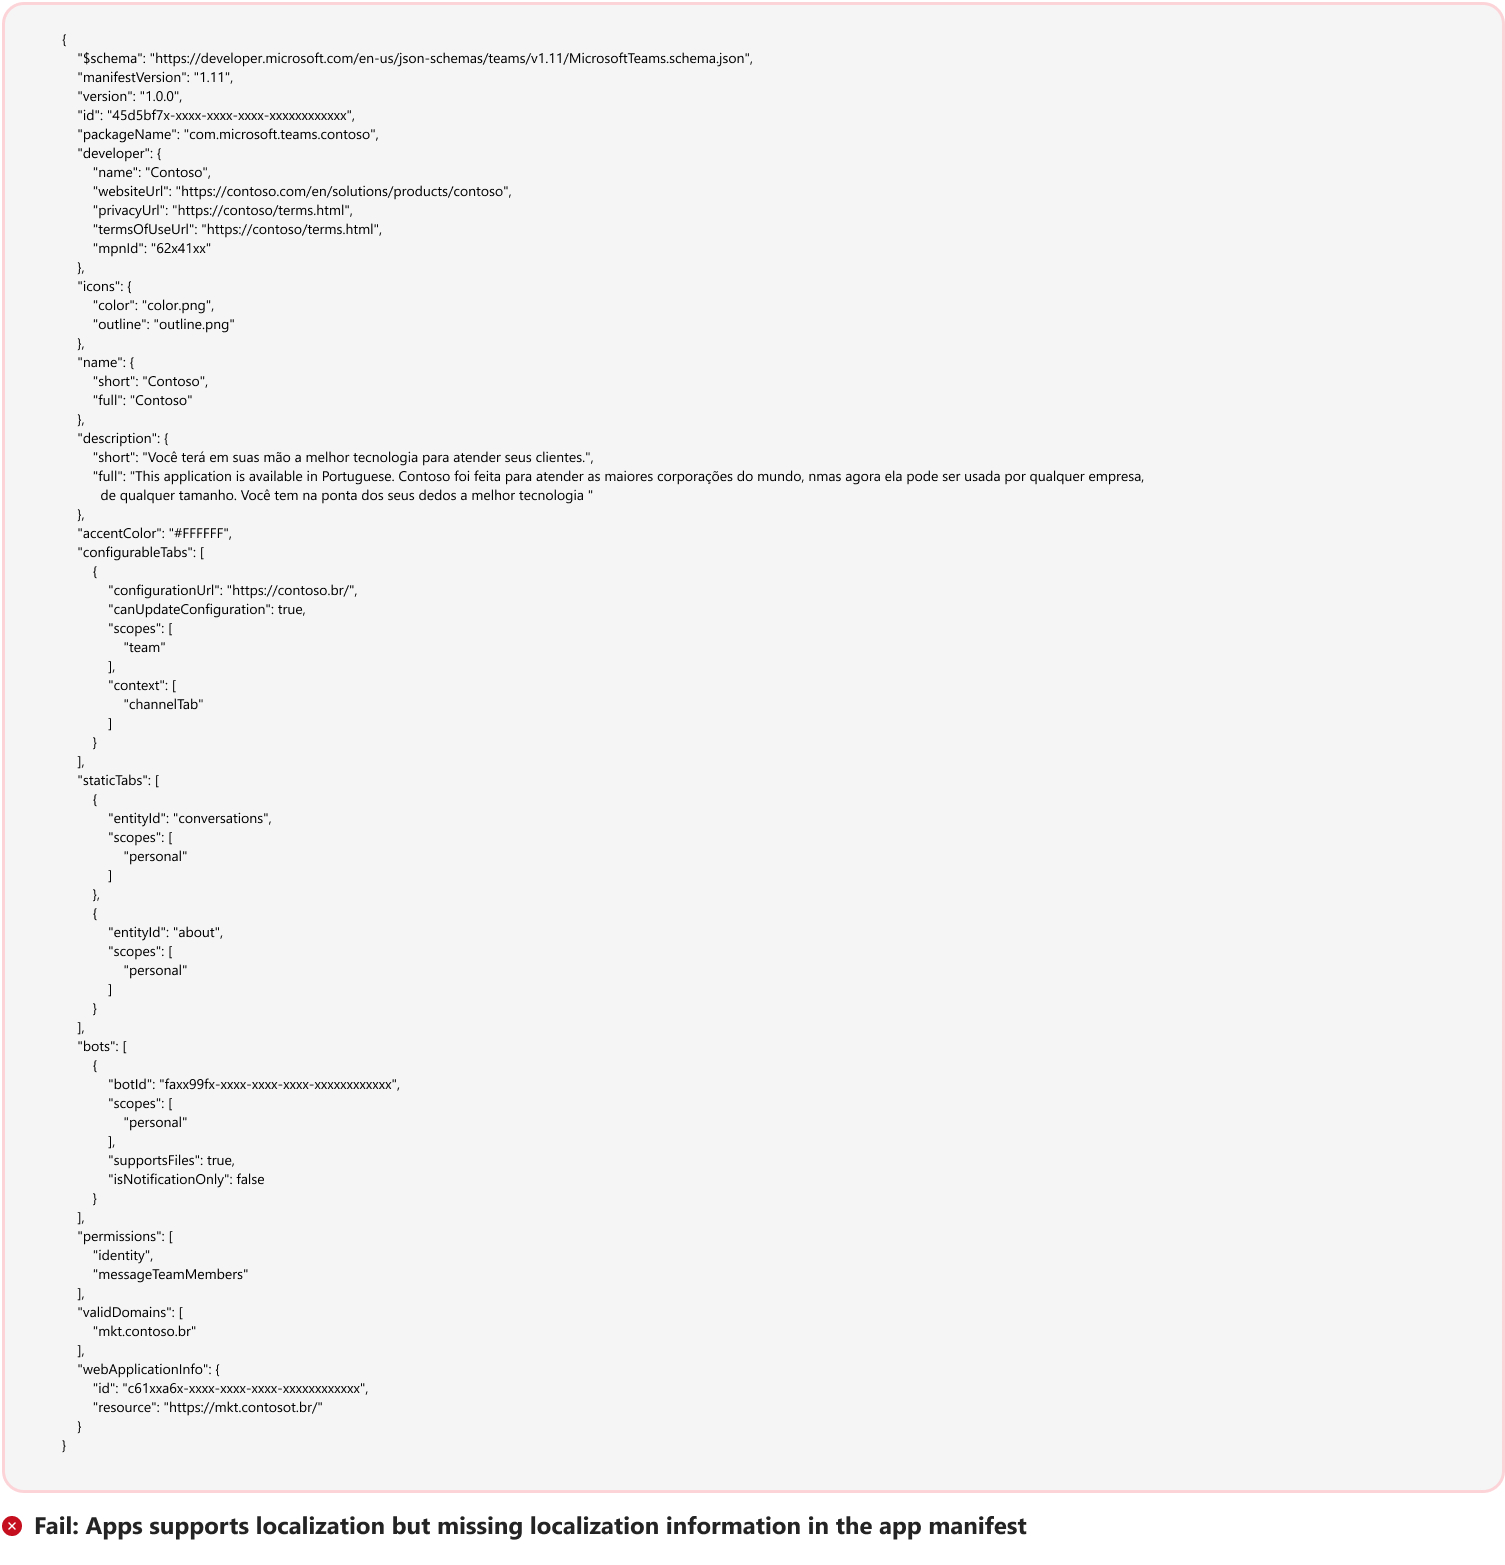 {
"$schema": "https://developer.microsoft.com/en-us/json-schemas/teams/v1.11/MicrosoftTeams.schema.json",
"manifestVersion": "1.11",
"version": "1.0.0",
"id": "45d5bf7x-xxxx-xxxx-xxxx-xxxxxxxxxxxx",
"packageName": "com.microsoft.teams.contoso",
"developer": {
"name": "Contoso",
"websiteUrl": "https://contoso.com/en/solutions/products/contoso",
"privacyUrl": "https://contoso/terms.html",
"termsOfUseUrl": "https://contoso/terms.html",
"mpnId": "62x41xx"
},
"icons": {
"color": "color.png",
"outline": "outline.png"
},
"name": {
"short": "Contoso",
"full": "Contoso"
},
"description": {
"short": "Você terá em suas mão a melhor tecnologia para atender seus clientes.",
"full": "This application is available in Portuguese. Contoso foi feita para atender as maiores corporações do mundo, nmas agora ela pode ser usada por qualquer empresa,
de qualquer tamanho. Você tem na ponta dos seus dedos a melhor tecnologia "
},
"accentColor": "#FFFFFF",
"configurableTabs": [
{
"configurationUrl": "https://contoso.br/",
"canUpdateConfiguration": true,
"scopes": [
"team"
],
"context": [
"channelTab"
]
}
],
"staticTabs": [
{
"entityId": "conversations",
"scopes": [
"personal"
]
},
{
"entityId": "about",
"scopes": [
"personal"
]
}
],
"bots": [
{
"botId": "faxx99fx-xxxx-xxxx-xxxx-xxxxxxxxxxxx",
"scopes": [
"personal"
],
"supportsFiles": true,
"isNotificationOnly": false
}
],
"permissions": [
"identity",
"messageTeamMembers"
],
"validDomains": [
"mkt.contoso.br"
],
"webApplicationInfo": {
"id": "c61xxa6x-xxxx-xxxx-xxxx-xxxxxxxxxxxx",
"resource": "https://mkt.contosot.br/"
}
}
Fail: Apps supports localization but missing localization information in the app manifest